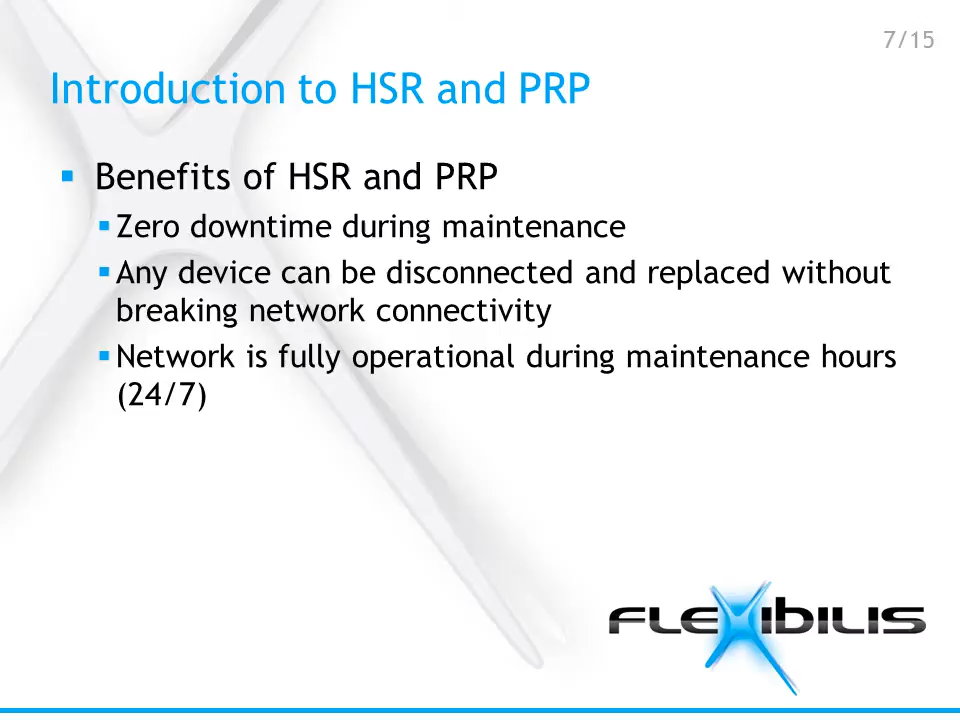 7/15
Introduction to HSR and PRP
Benefits of HSR and PRP
Zero downtime during maintenance
Any device can be disconnected and replaced without
breaking network connectivity
Network is fully operational during maintenance hours
(24/7)
FLEXIBILIS